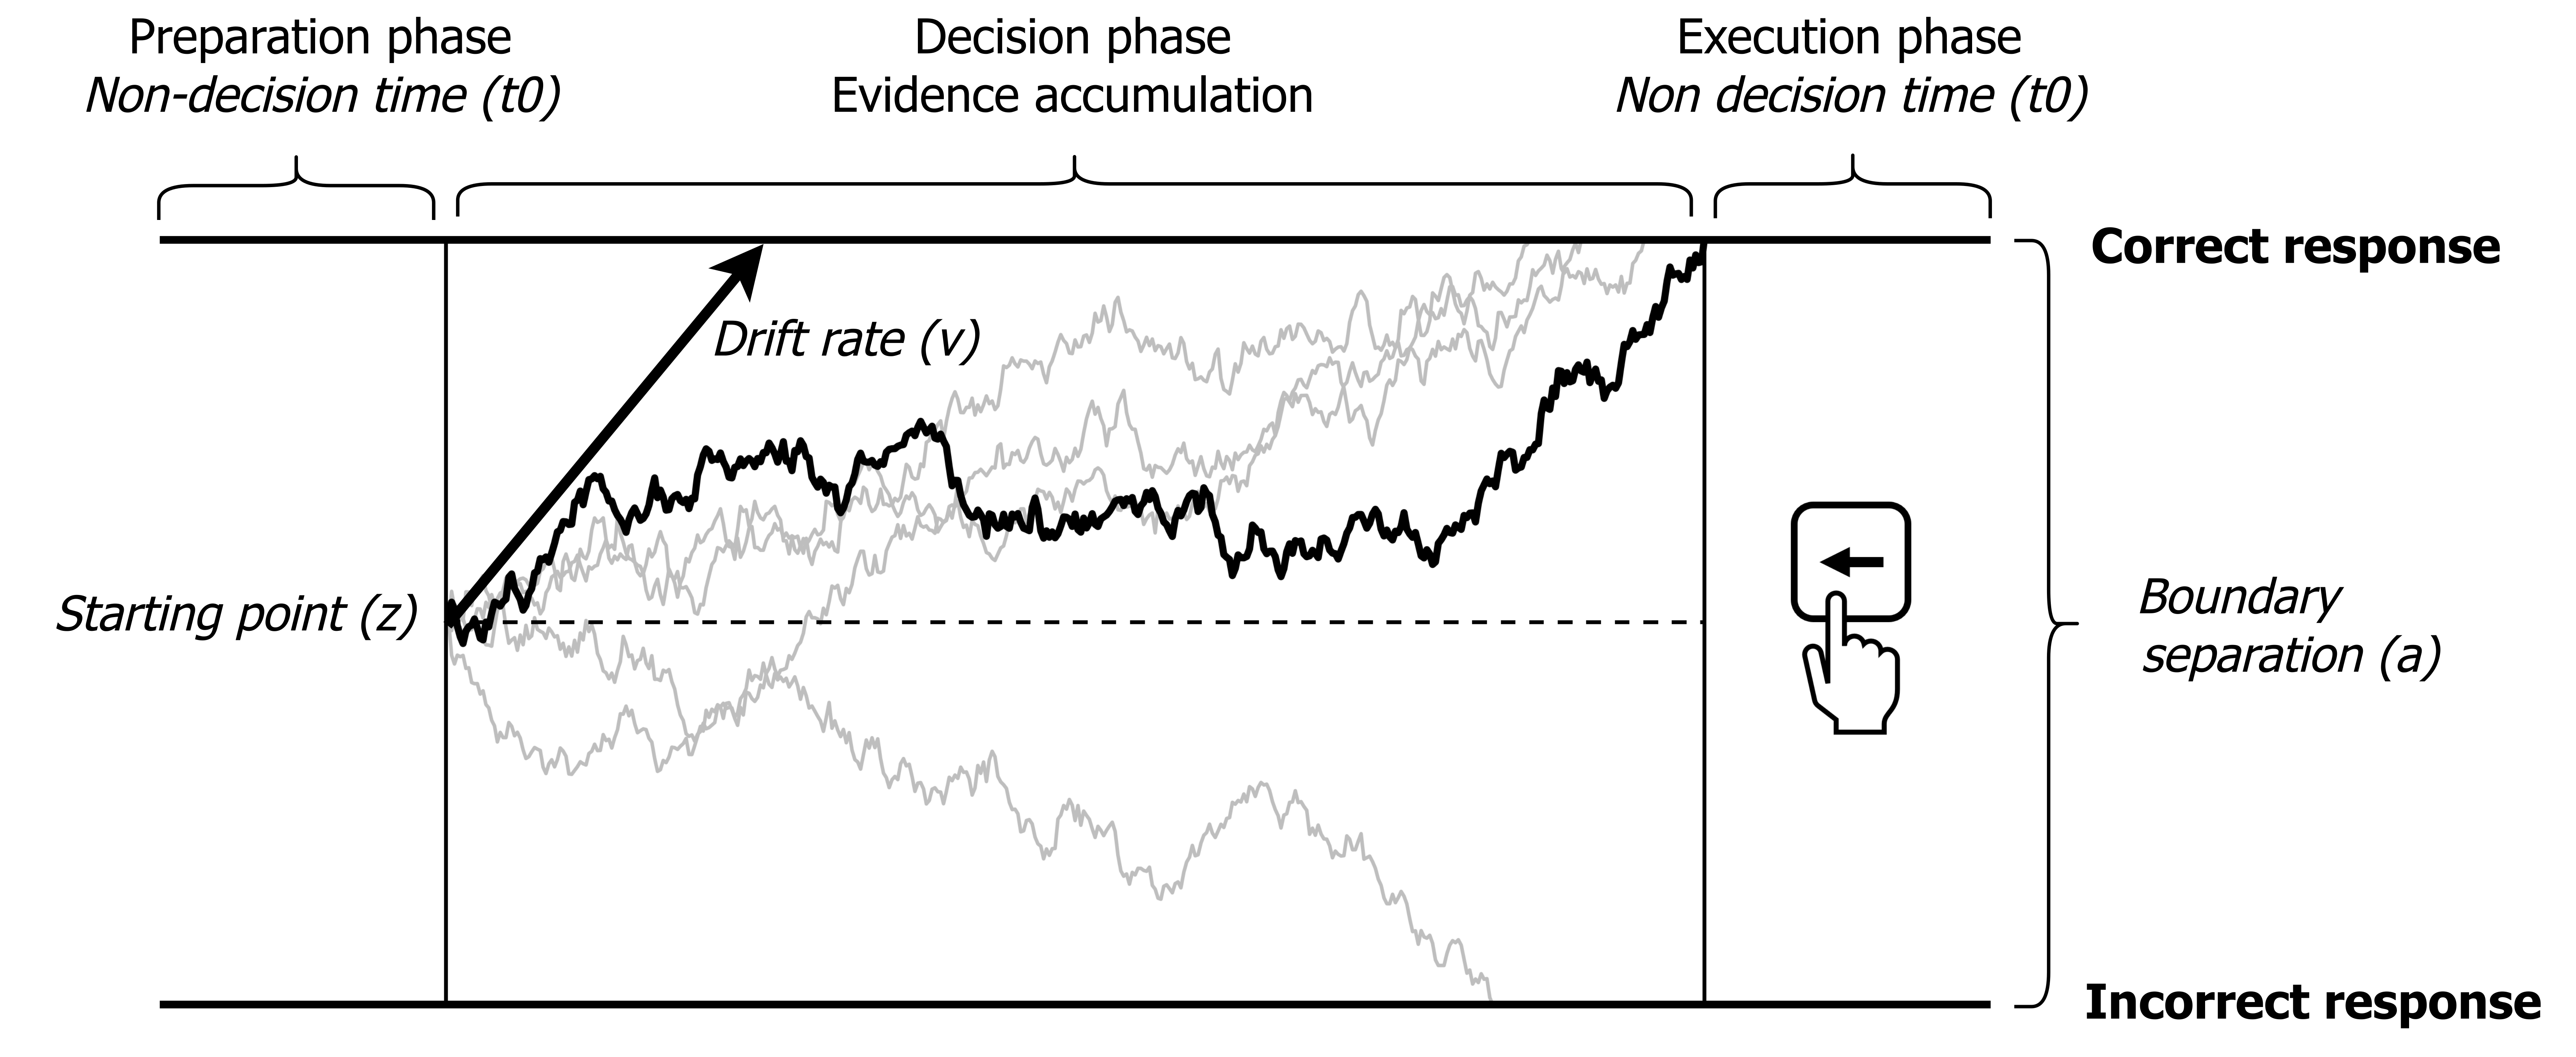 Preparation phase
Non-decision time (t0)
Decision phase
Evidence accumulation
Execution phase
Non decision time (t0)
Correct response
Drift rate (v)
Starting point (z)
Boundary
separation (a)
Incorrect response